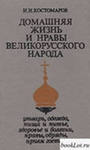 Н.И. КОСТОМАРОВ
ДОМАШНЯЯ
ЖИЗНЬ И НРАВЫ
ВЕЛИКОРУССКОГО
НАРОДА
утварь, одежда,
пища и питье,
здоровье и болезни,
нравы, обряды,
прием гостей